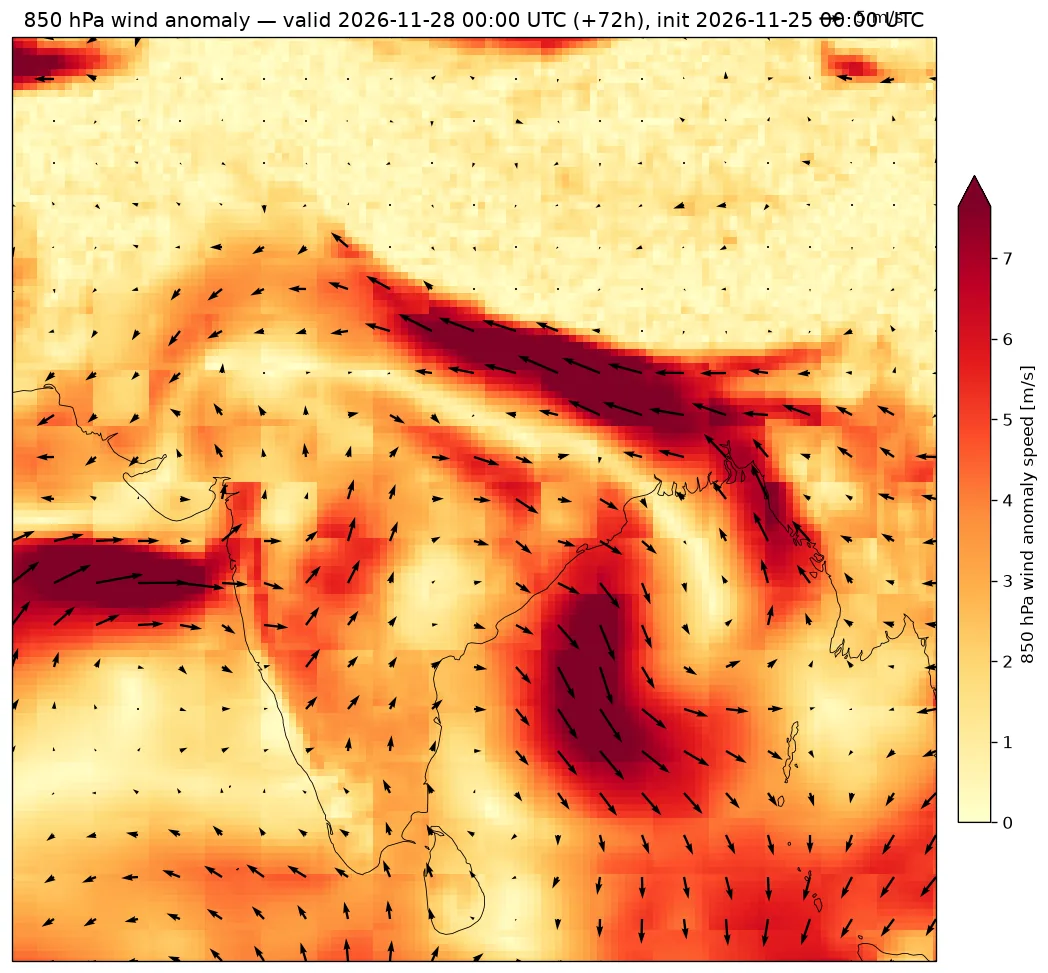 850 hPa wind anomaly — valid 2026-11-28 00:00 UTC (+72h), init 2026-11-25 00:00 UTC
5 m/s
7
6
5
4
3
2
1
0
850 hPa wind anomaly speed [m/s]